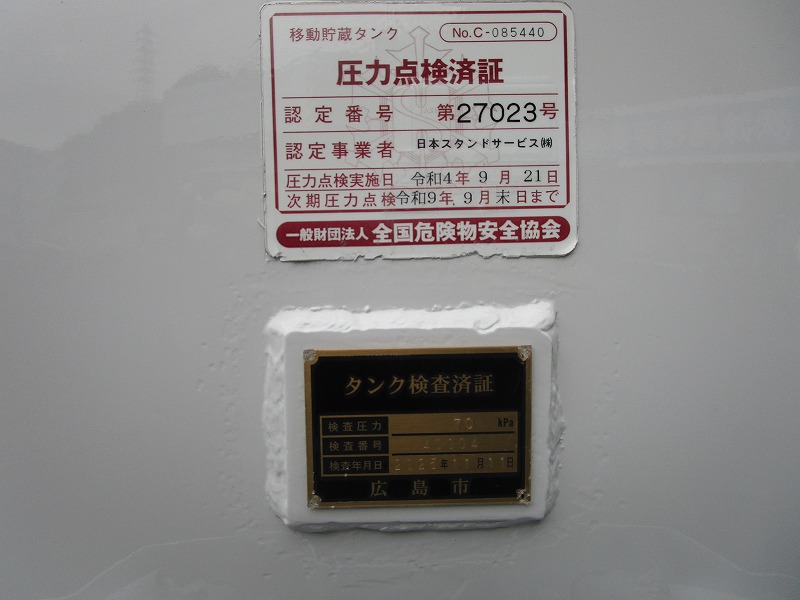 移動貯蔵タンク
No.C-085440
圧力点検済証
認定番号 第27023号
認定事業者 日本スタンドサービス㈱
圧力点検実施日 令和4年9月21日
次期圧力点検 令和9年9月末日まで
一般財団法人 全国危険物安全協会
タンク検査済証
検査圧力 70 kPa
検査番号
検査年月日 年 月 日
広島市